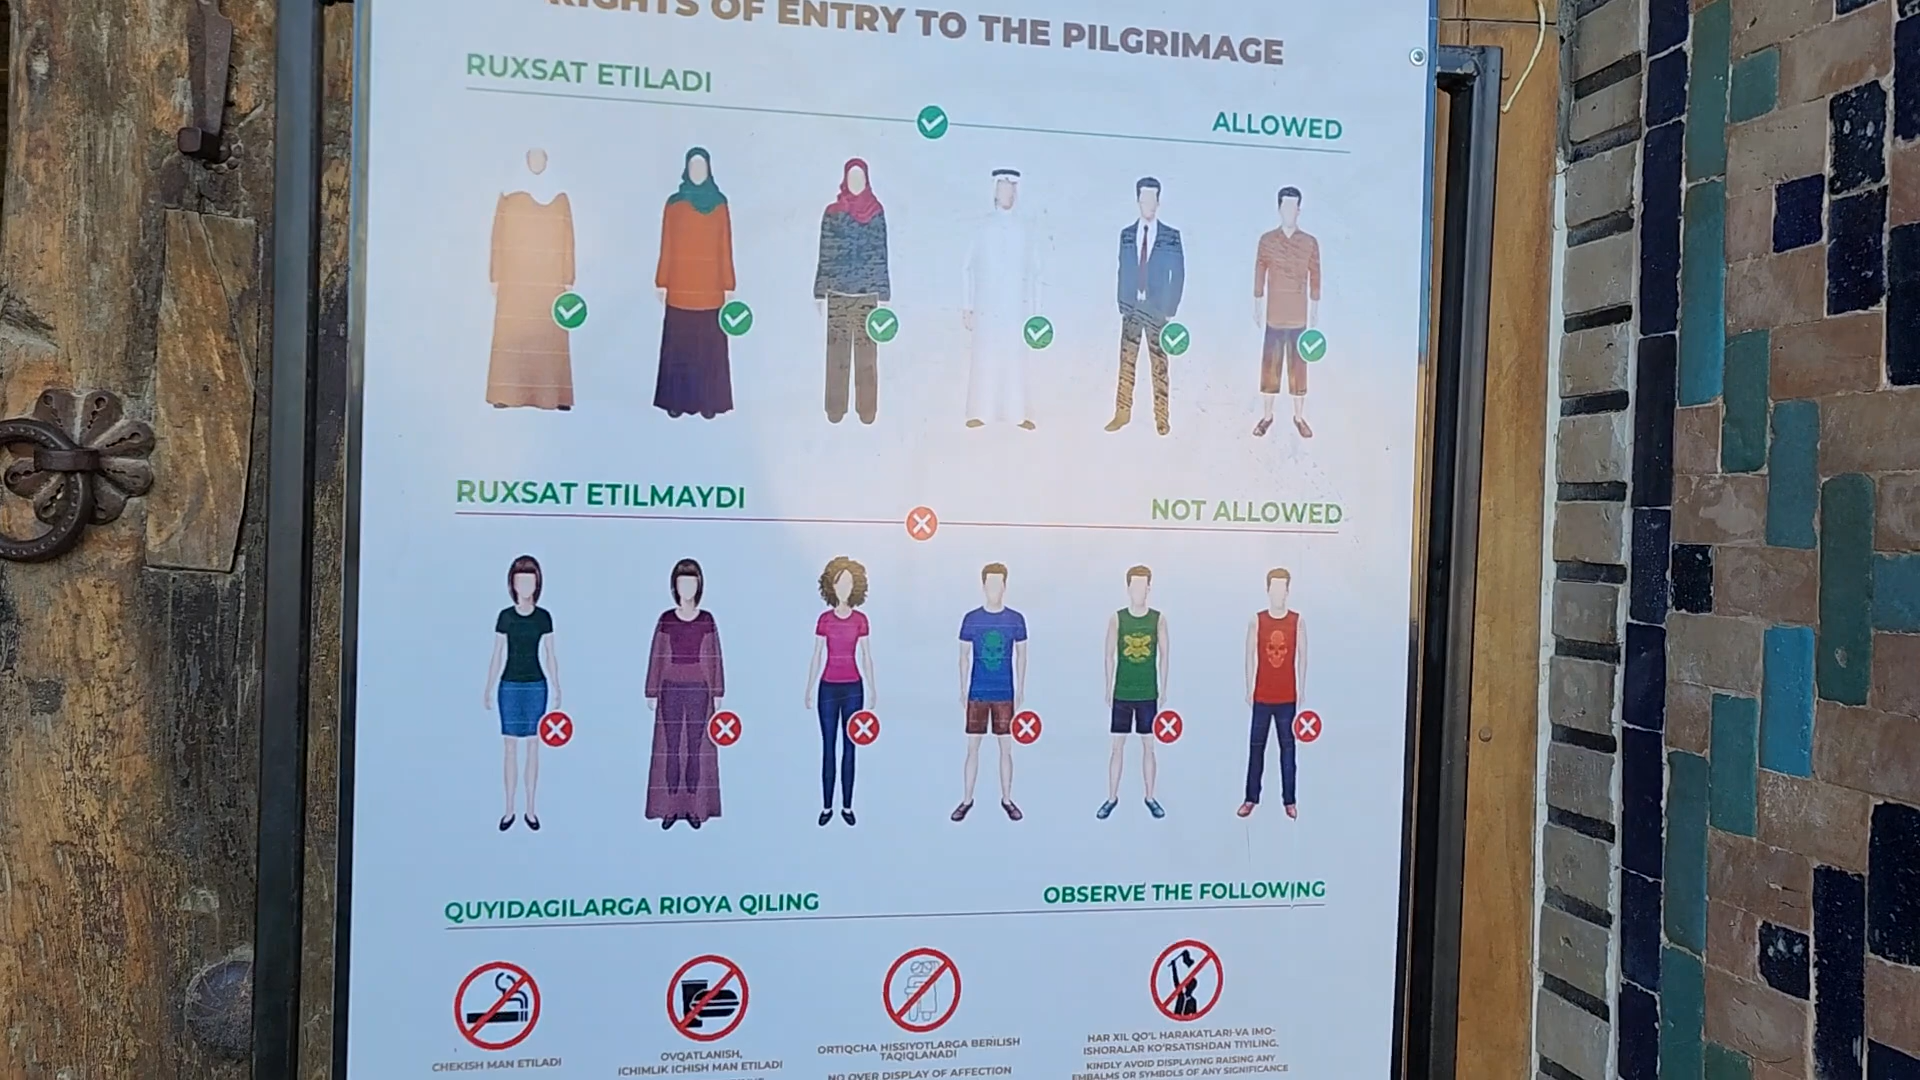 RIGHTS OF ENTRY TO THE PILGRIMAGE
RUXSAT ETILADI
ALLOWED
RUXSAT ETILMAYDI
NOT ALLOWED
QUYIDAGILARGA RIOYA QILING
OBSERVE THE FOLLOWING
CHEKISH MAN ETILADI
OVQATLANISH,
ICHIMLIK ICHISH MAN ETILADI
ORTIQCHA HISSIYOTLARGA BERILISH
TAQIQLANADI
NO OVER DISPLAY OF AFFECTION
HAR XIL QO'L HARAKATLARI VA IMO-
ISHORALAR KO'RSATISHDAN TIYILING.
KINDLY AVOID DISPLAYING RAISING ANY
EMBALMS OR SYMBOLS OF ANY SIGNIFICANCE